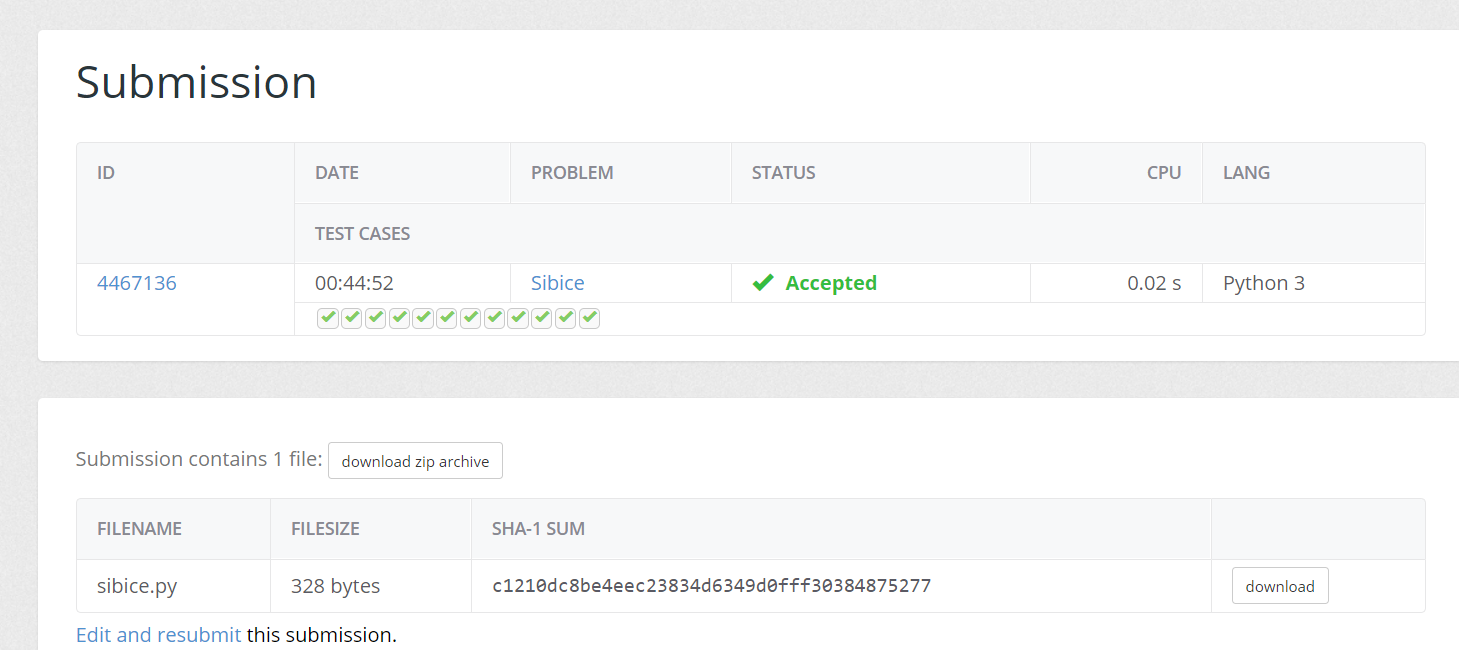 Submission
ID DATE PROBLEM STATUS CPU LANG
TEST CASES
4467136 00:44:52 Sibice Accepted 0.02 s Python 3
Submission contains 1 file: download zip archive
FILENAME FILESIZE SHA-1 SUM
sibice.py 328 bytes c1210dc8be4eec23834d6349d0fff30384875277 download
Edit and resubmit this submission.